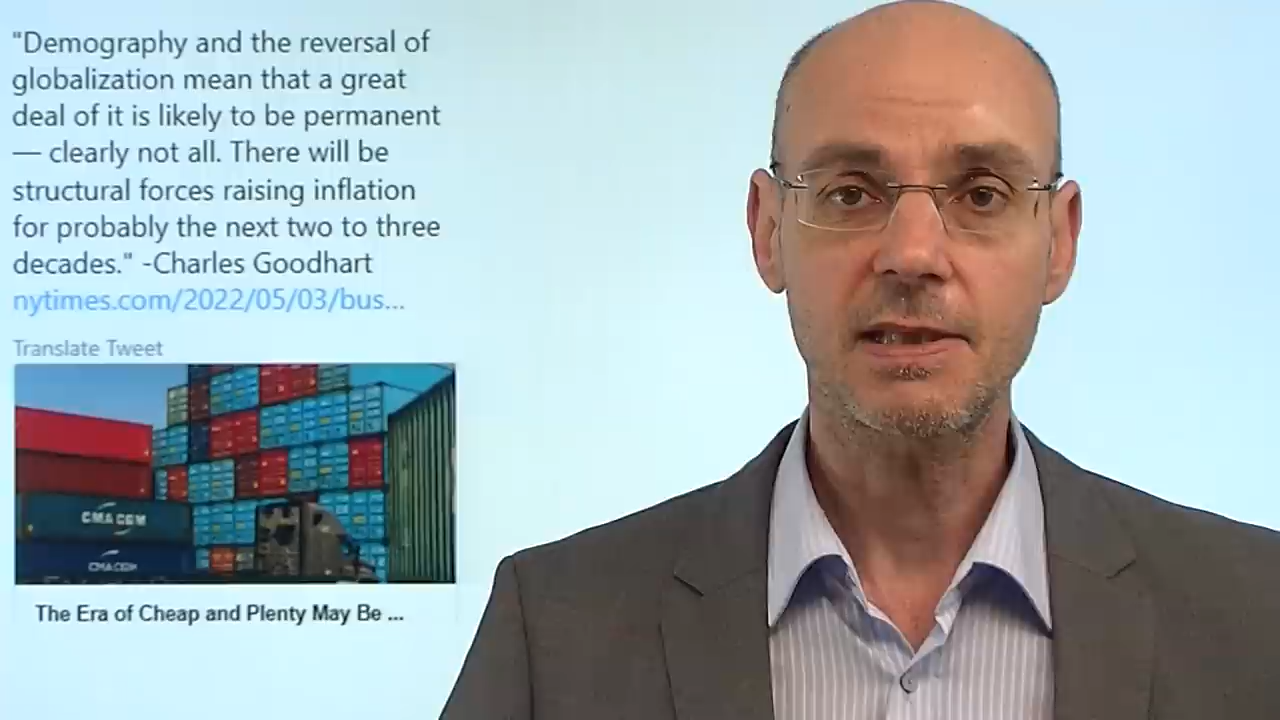 "Demography and the reversal of
globalization mean that a great
deal of it is likely to be permanent
— clearly not all. There will be
structural forces raising inflation
for probably the next two to three
decades." -Charles Goodhart
nytimes.com/2022/05/03/bus...
Translate Tweet
CMA CGM
CMA CGM
The Era of Cheap and Plenty May Be ...